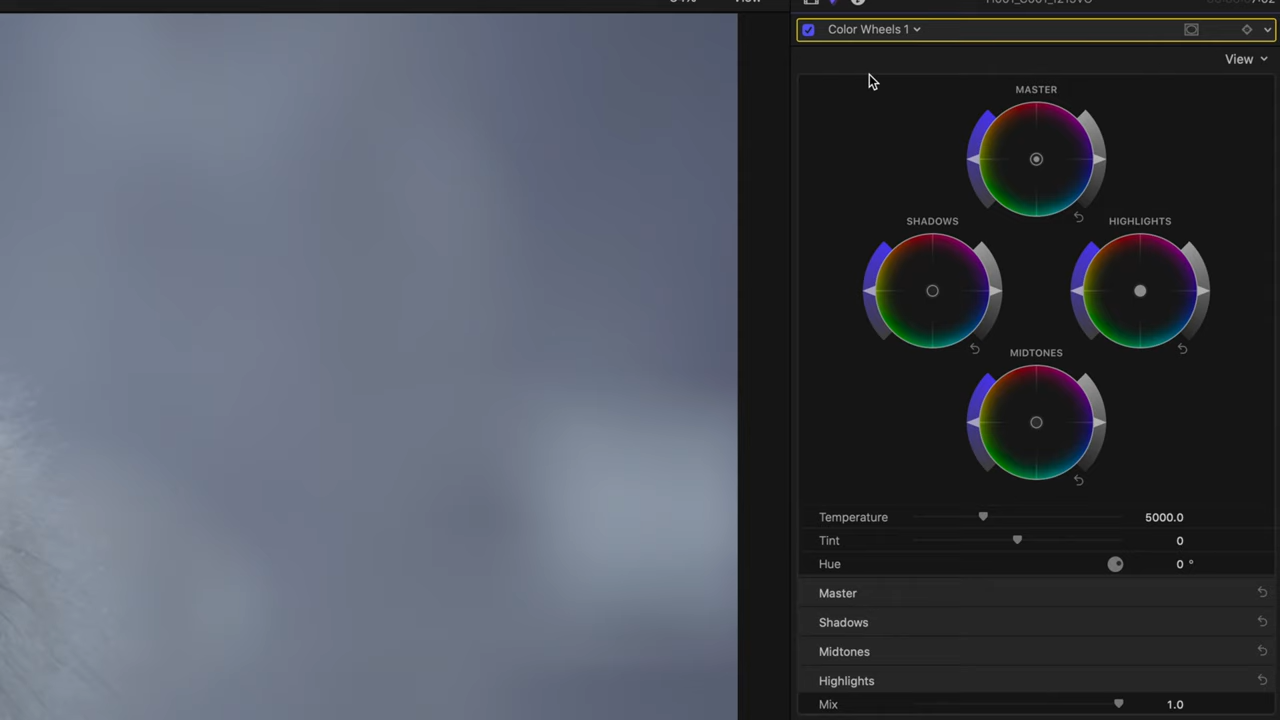 Color Wheels 1
View
MASTER
SHADOWS
HIGHLIGHTS
MIDTONES
Temperature 5000.0
Tint 0
Hue 0 °
Master
Shadows
Midtones
Highlights
Mix 1.0